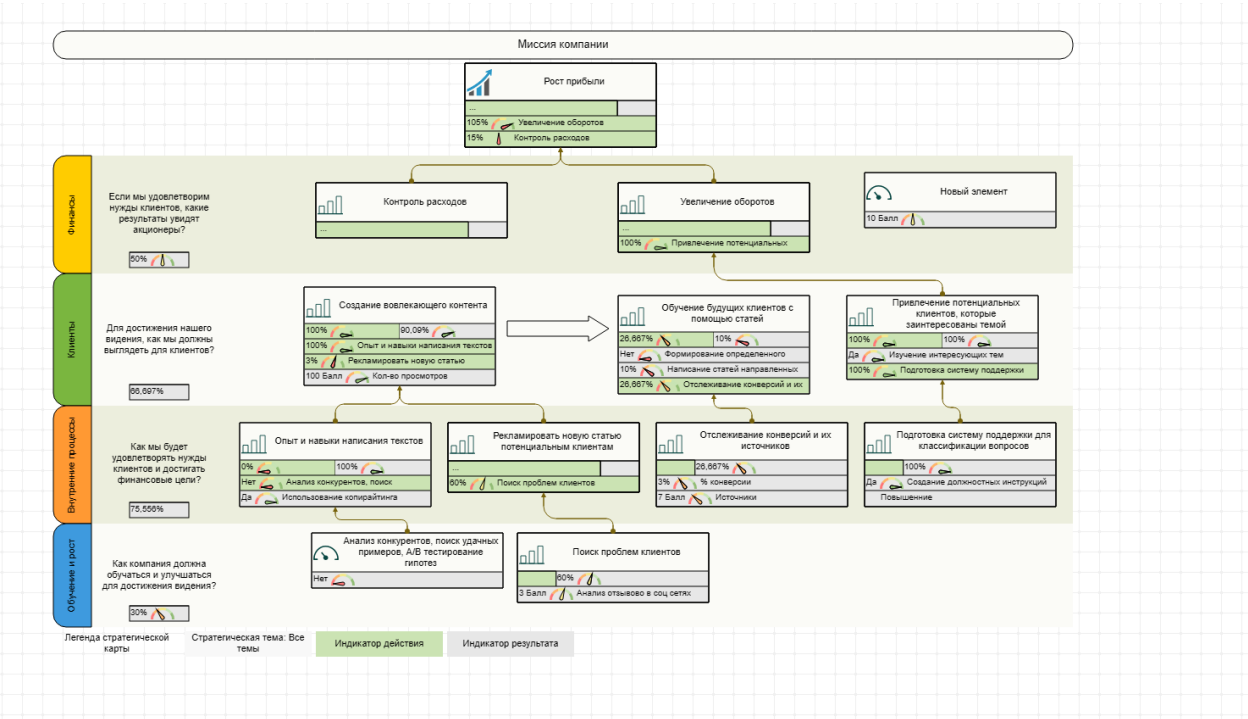 Миссия компании
Рост прибыли
...
105% Увеличение оборотов
15% Контроль расходов
Финансы
Если мы удовлетворим
нужды клиентов, какие
результаты увидят
акционеры?
50%
Контроль расходов
...
Увеличение оборотов
...
100% Привлечение потенциальных
Новый элемент
10 Балл
Клиенты
Для достижения нашего
видения, как мы должны
выглядеть для клиентов?
66,697%
Создание вовлекающего контента
100% 90,09%
100% Опыт и навыки написания текстов
3% Рекламировать новую статью
100 Балл Кол-во просмотров
Обучение будущих клиентов с
помощью статей
26,667% 10%
Нет Формирование определенного
10% Написание статей направленных
26,667% Отслеживание конверсий и их
Привлечение потенциальных
клиентов, которые
заинтересованы темой
100% 100%
Да Изучение интересующих тем
100% Подготовка систему поддержки
Внутренние процессы
Как мы будет
удовлетворять нужды
клиентов и достигать
финансовые цели?
75,556%
Опыт и навыки написания текстов
0% 100%
Нет Анализ конкурентов, поиск
Да Использование копирайтинга
Рекламировать новую статью
потенциальным клиентам
...
60% Поиск проблем клиентов
Отслеживание конверсий и их
источников
26,667%
3% % конверсии
7 Балл Источники
Подготовка систему поддержки для
классификации вопросов
100%
Да Создание должностных инструкций
Повышенние
Обучение и рост
Как компания должна
обучаться и улучшаться
для достижения видения?
30%
Анализ конкурентов, поиск удачных
примеров, A/B тестирование
гипотез
Нет
Поиск проблем клиентов
60%
3 Балл Анализ отзывово в соц сетях
Легенда стратегической
карты
Стратегическая тема: Все
темы
Индикатор действия
Индикатор результата